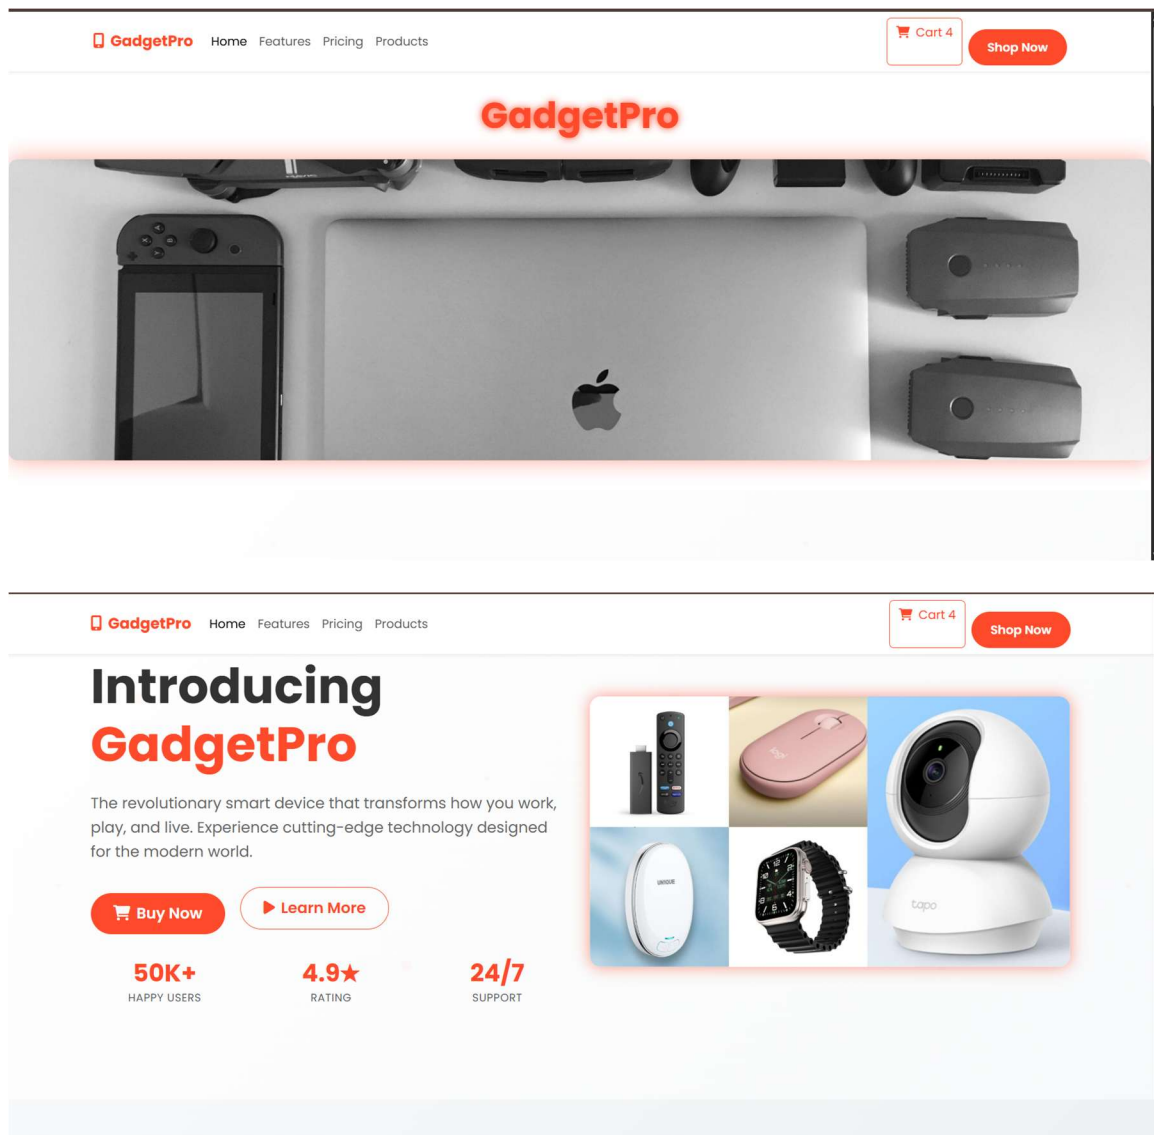 GadgetPro Home Features Pricing Products Cart 4 Shop Now
GadgetPro
GadgetPro Home Features Pricing Products Cart 4 Shop Now
Introducing
GadgetPro
The revolutionary smart device that transforms how you work,
play, and live. Experience cutting-edge technology designed
for the modern world.
Buy Now Learn More
50K+ 4.9★ 24/7
HAPPY USERS RATING SUPPORT
logi
UNIQUE
tapo